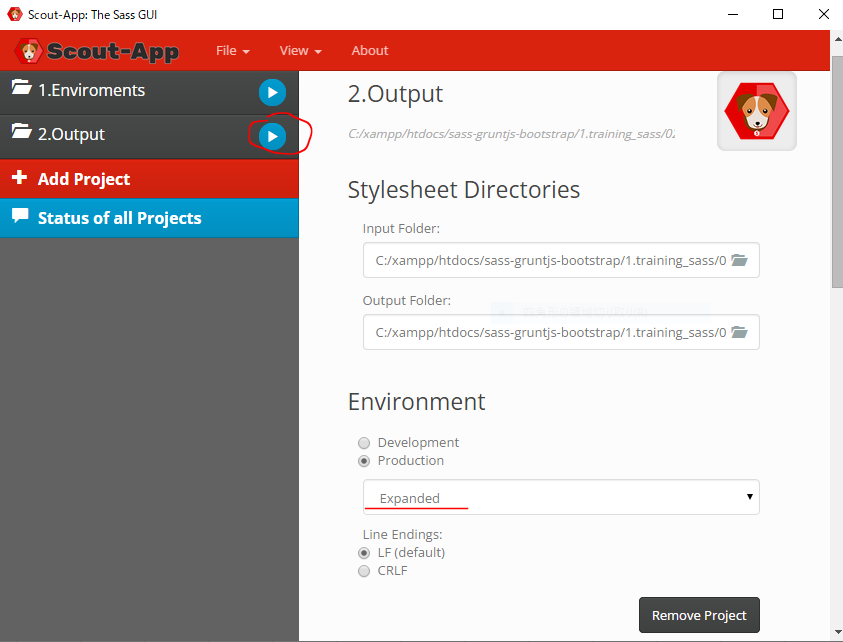 Scout-App: The Sass GUI
Scout-App File View About
1.Enviroments
2.Output
Add Project
Status of all Projects
2.Output
C:/xampp/htdocs/sass-gruntjs-bootstrap/1.training_sass/02
Stylesheet Directories
Input Folder:
C:/xampp/htdocs/sass-gruntjs-bootstrap/1.training_sass/0
Output Folder:
C:/xampp/htdocs/sass-gruntjs-bootstrap/1.training_sass/0
Environment
Development
Production
Expanded
Line Endings:
LF (default)
CRLF
Remove Project